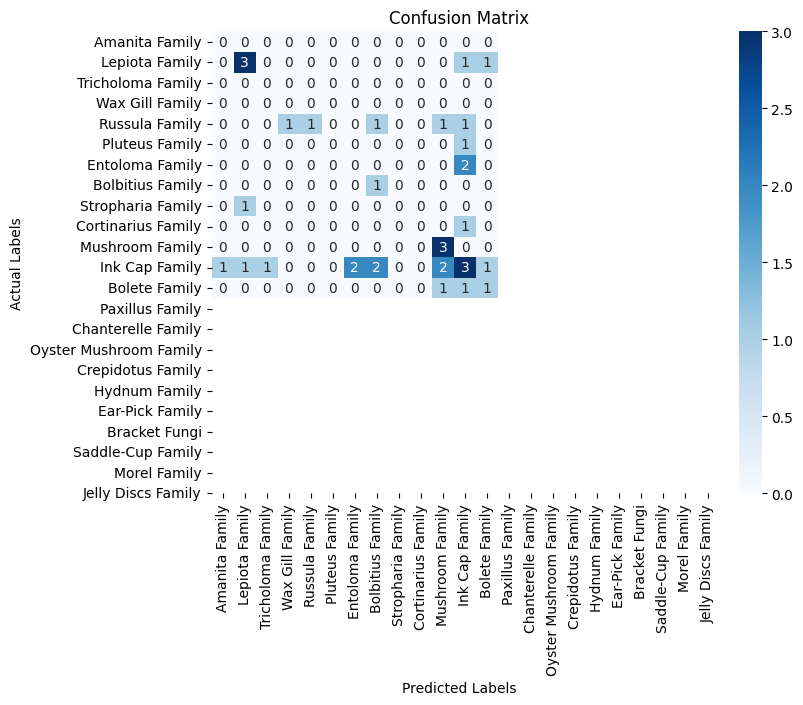 Confusion Matrix
Amanita Family 0 0 0 0 0 0 0 0 0 0 0 0 0
Lepiota Family 0 3 0 0 0 0 0 0 0 0 0 1 1
Tricholoma Family 0 0 0 0 0 0 0 0 0 0 0 0 0
Wax Gill Family 0 0 0 0 0 0 0 0 0 0 0 0 0
Russula Family 0 0 0 1 1 0 0 1 0 0 1 1 0
Pluteus Family 0 0 0 0 0 0 0 0 0 0 0 1 0
Entoloma Family 0 0 0 0 0 0 0 0 0 0 0 2 0
Bolbitius Family 0 0 0 0 0 0 0 1 0 0 0 0 0
Stropharia Family 0 1 0 0 0 0 0 0 0 0 0 0 0
Cortinarius Family 0 0 0 0 0 0 0 0 0 0 0 1 0
Mushroom Family 0 0 0 0 0 0 0 0 0 0 3 0 0
Ink Cap Family 1 1 1 0 0 0 2 2 0 0 2 3 1
Bolete Family 0 0 0 0 0 0 0 0 0 0 1 1 1
Paxillus Family
Chanterelle Family
Oyster Mushroom Family
Crepidotus Family
Hydnum Family
Ear-Pick Family
Bracket Fungi
Saddle-Cup Family
Morel Family
Jelly Discs Family
Actual Labels
Amanita Family
Lepiota Family
Tricholoma Family
Wax Gill Family
Russula Family
Pluteus Family
Entoloma Family
Bolbitius Family
Stropharia Family
Cortinarius Family
Mushroom Family
Ink Cap Family
Bolete Family
Paxillus Family
Chanterelle Family
Oyster Mushroom Family
Crepidotus Family
Hydnum Family
Ear-Pick Family
Bracket Fungi
Saddle-Cup Family
Morel Family
Jelly Discs Family
Predicted Labels
3.0
2.5
2.0
1.5
1.0
0.5
0.0